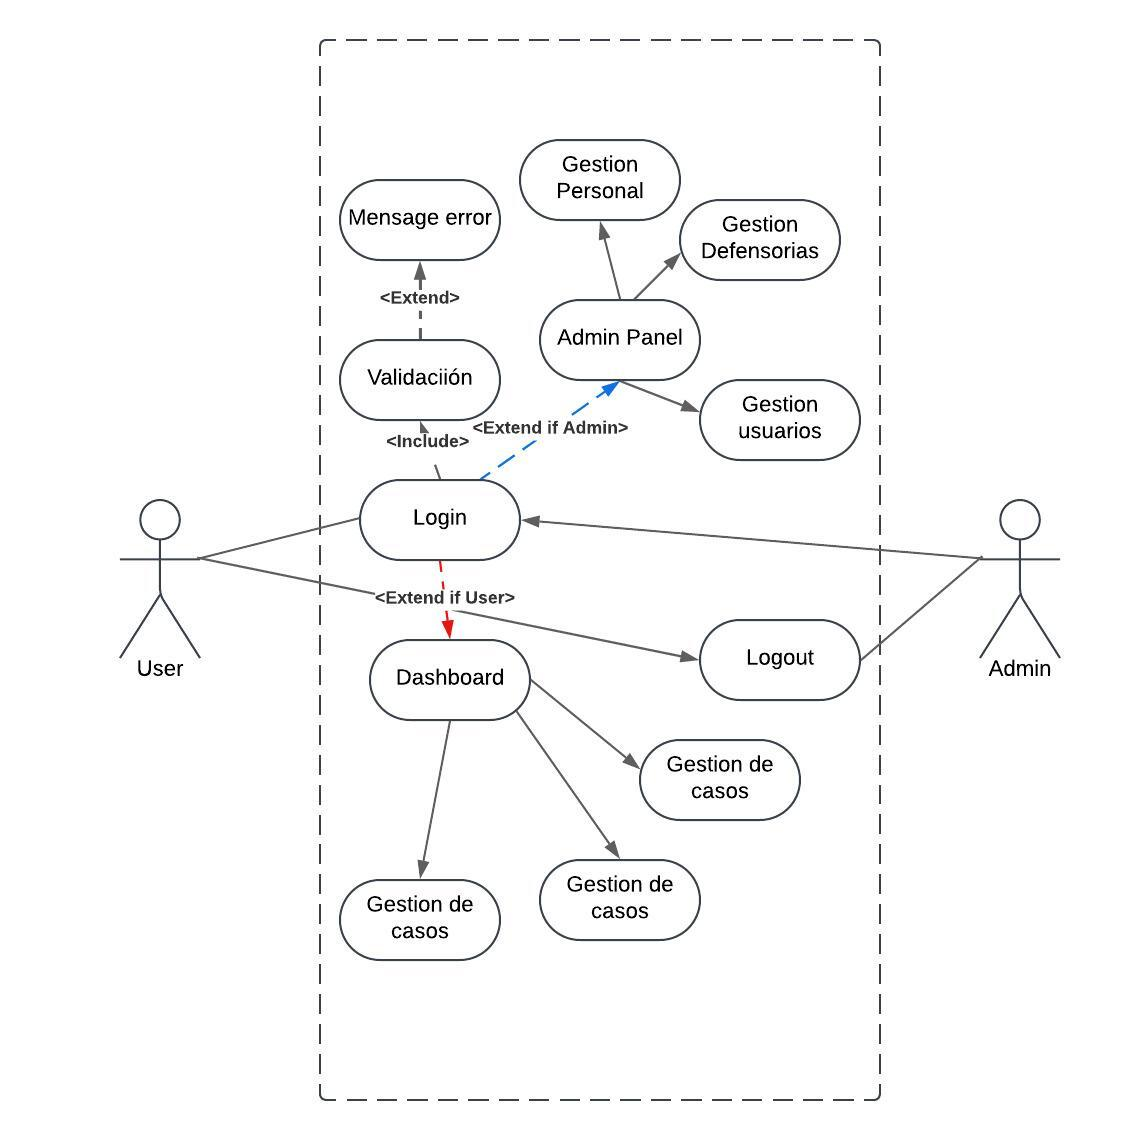 Gestion
Personal
Mensage error
Gestion
Defensorias
<Extend>
Admin Panel
Validaciión
Gestion
usuarios
<Extend if Admin>
<Include>
Login
<Extend if User>
User
Logout
Admin
Dashboard
Gestion de
casos
Gestion de
casos
Gestion de
casos